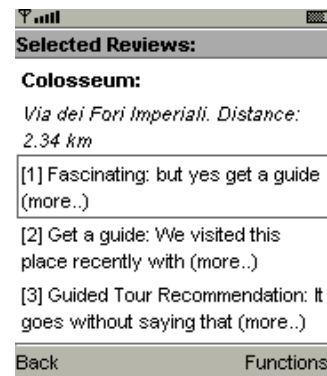 Selected Reviews:
Colosseum:
Via dei Fori Imperiali. Distance:
2.34 km
[1] Fascinating: but yes get a guide
(more..)
[2] Get a guide: We visited this
place recently with (more..)
[3] Guided Tour Recommendation: It
goes without saying that (more..)
Back Functions